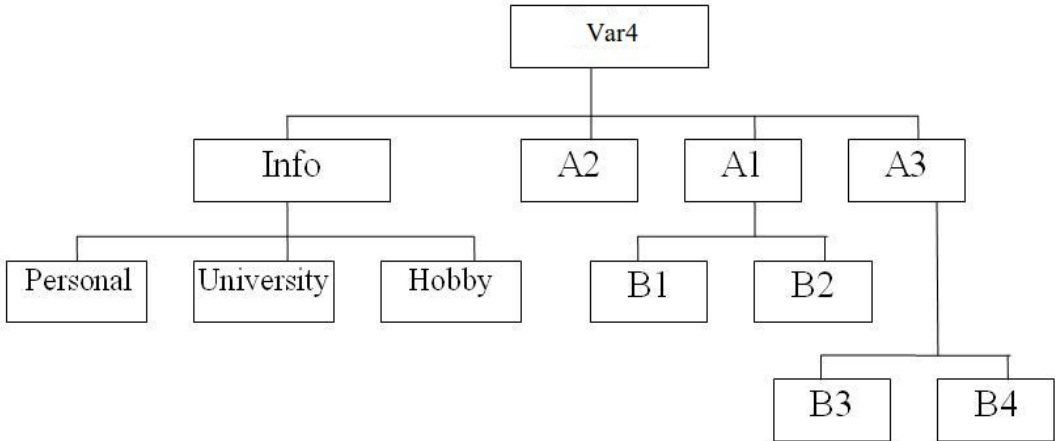 Var4
Info
A2
A1
A3
Personal
University
Hobby
B1
B2
B3
B4